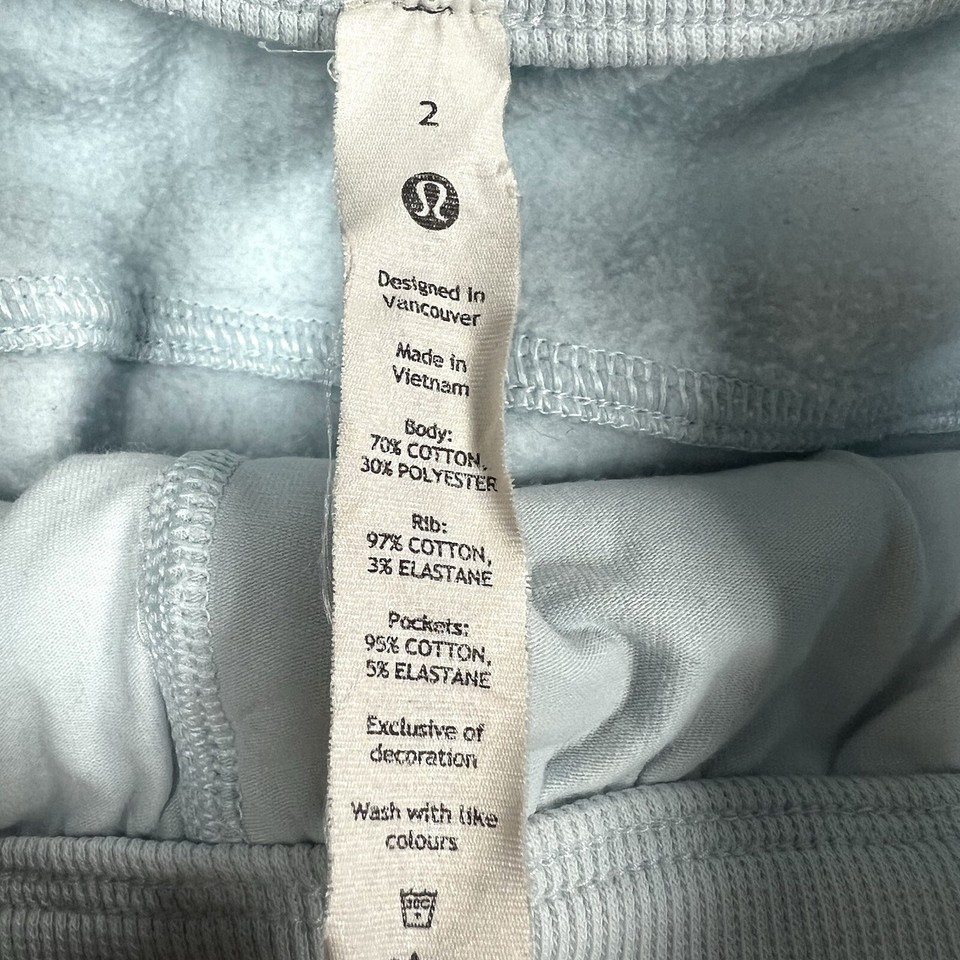 2
Designed in
Vancouver
Made in
Vietnam
Body:
70% COTTON,
30% POLYESTER
Rib:
97% COTTON,
3% ELASTANE
Pockets:
95% COTTON,
5% ELASTANE
Exclusive of
decoration
Wash with like
colours
30C